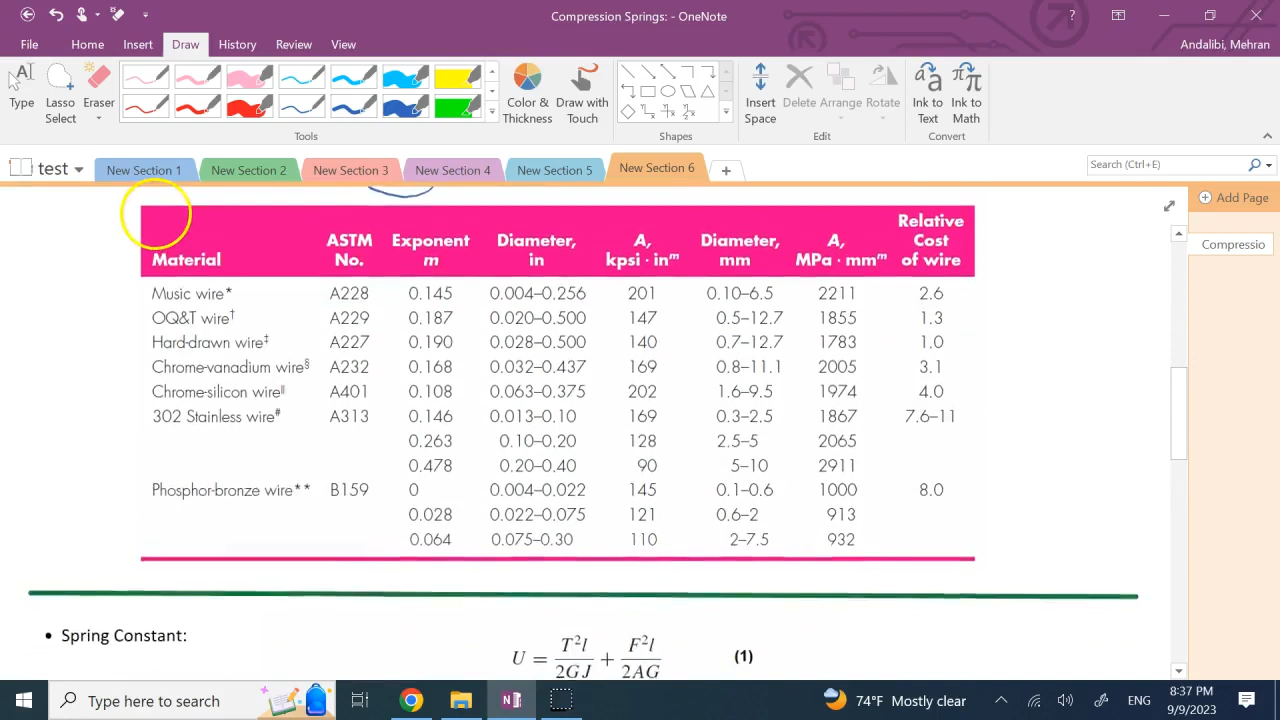 Compression Springs: - OneNote
?
File Home Insert Draw History Review View
Andalibi, Mehran
Type Lasso Select Eraser
Color & Thickness Draw with Touch
Insert Space Delete Arrange Rotate
Ink to Text Ink to Math
Tools Shapes Edit Convert
test New Section 1 New Section 2 New Section 3 New Section 4 New Section 5 New Section 6 +
Search (Ctrl+E)
Add Page
Compressio
Relative
ASTM Exponent Diameter, A, Diameter, A, Cost
Material No. m in kpsi · inᵐ mm MPa · mmᵐ of wire
Music wire* A228 0.145 0.004–0.256 201 0.10–6.5 2211 2.6
OQ&T wire† A229 0.187 0.020–0.500 147 0.5–12.7 1855 1.3
Hard-drawn wire‡ A227 0.190 0.028–0.500 140 0.7–12.7 1783 1.0
Chrome-vanadium wire§ A232 0.168 0.032–0.437 169 0.8–11.1 2005 3.1
Chrome-silicon wire‖ A401 0.108 0.063–0.375 202 1.6–9.5 1974 4.0
302 Stainless wire# A313 0.146 0.013–0.10 169 0.3–2.5 1867 7.6–11
0.263 0.10–0.20 128 2.5–5 2065
0.478 0.20–0.40 90 5–10 2911
Phosphor-bronze wire** B159 0 0.004–0.022 145 0.1–0.6 1000 8.0
0.028 0.022–0.075 121 0.6–2 913
0.064 0.075–0.30 110 2–7.5 932
• Spring Constant:
U = T²l/2GJ + F²l/2AG (1)
Type here to search
74°F Mostly clear
ENG
8:37 PM
9/9/2023